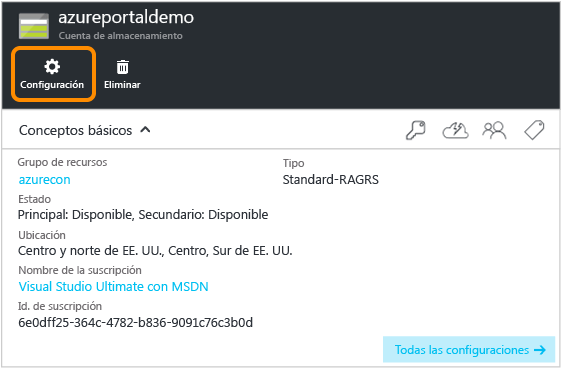 azureportaldemo
Cuenta de almacenamiento
Configuración
Eliminar
Conceptos básicos
Grupo de recursos
azurecon
Tipo
Standard-RAGRS
Estado
Principal: Disponible, Secundario: Disponible
Ubicación
Centro y norte de EE. UU., Centro, Sur de EE. UU.
Nombre de la suscripción
Visual Studio Ultimate con MSDN
Id. de suscripción
6e0dff25-364c-4782-b836-9091c76c3b0d
Todas las configuraciones →